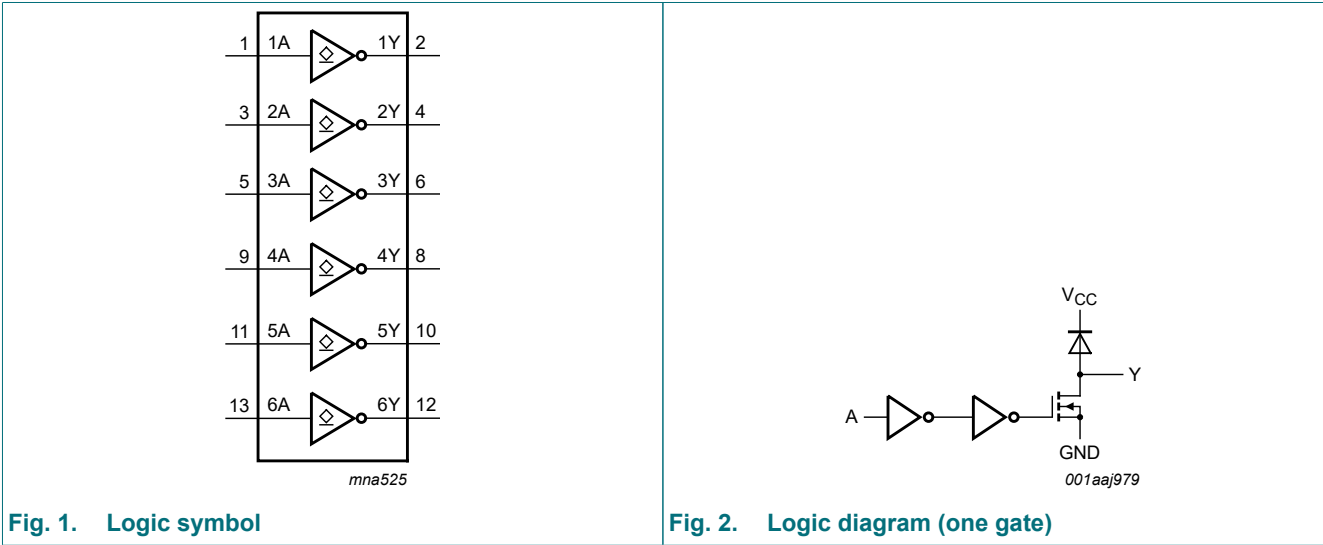 1 1A 1Y 2
3 2A 2Y 4
5 3A 3Y 6
9 4A 4Y 8
11 5A 5Y 10
13 6A 6Y 12
mna525
Fig. 1. Logic symbol
VCC
Y
A
GND
001aaj979
Fig. 2. Logic diagram (one gate)